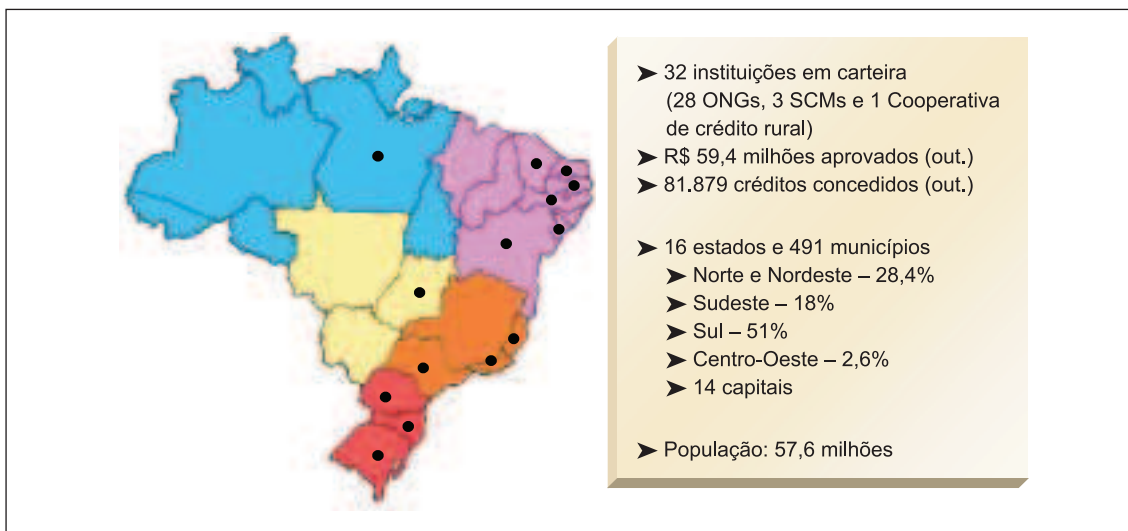 ➤ 32 instituições em carteira
(28 ONGs, 3 SCMs e 1 Cooperativa
de crédito rural)
➤ R$ 59,4 milhões aprovados (out.)
➤ 81.879 créditos concedidos (out.)
➤ 16 estados e 491 municípios
➤ Norte e Nordeste – 28,4%
➤ Sudeste – 18%
➤ Sul – 51%
➤ Centro-Oeste – 2,6%
➤ 14 capitais
➤ População: 57,6 milhões